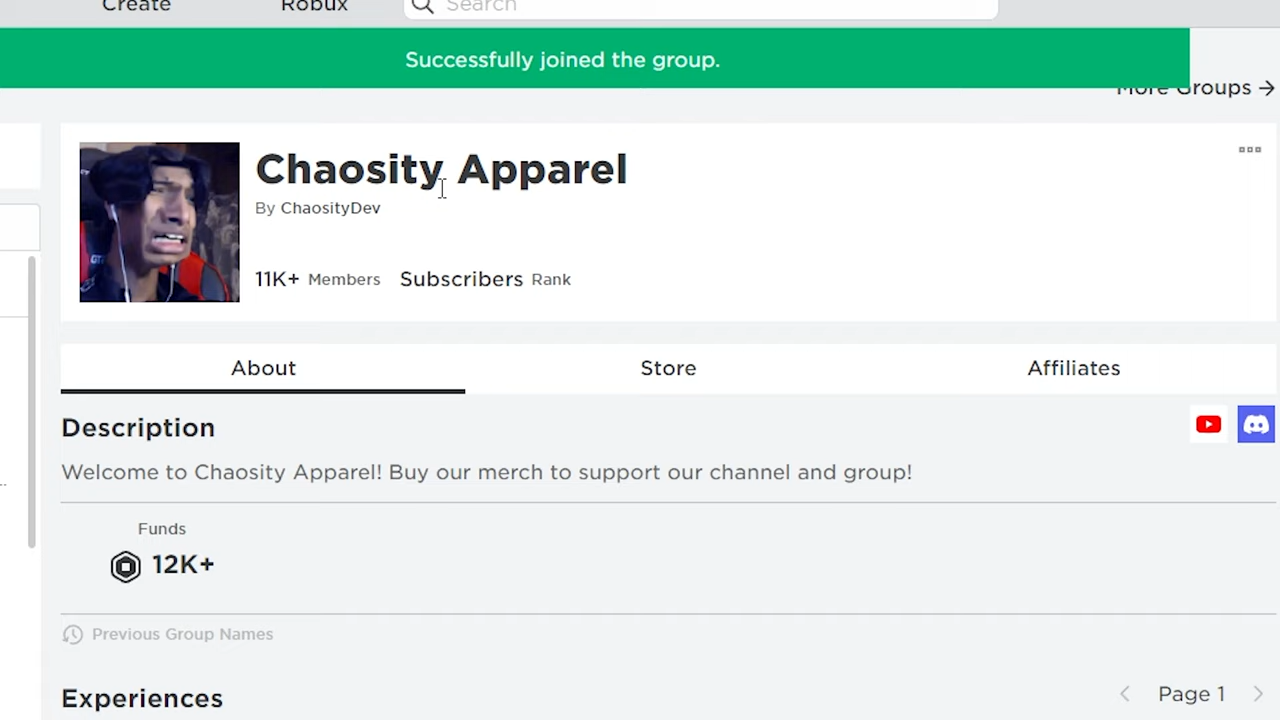 Create Robux Search
Successfully joined the group.
More Groups →
Chaosity Apparel
By ChaosityDev
11K+ Members Subscribers Rank
About Store Affiliates
Description
Welcome to Chaosity Apparel! Buy our merch to support our channel and group!
Funds
12K+
Previous Group Names
Experiences
< Page 1 >